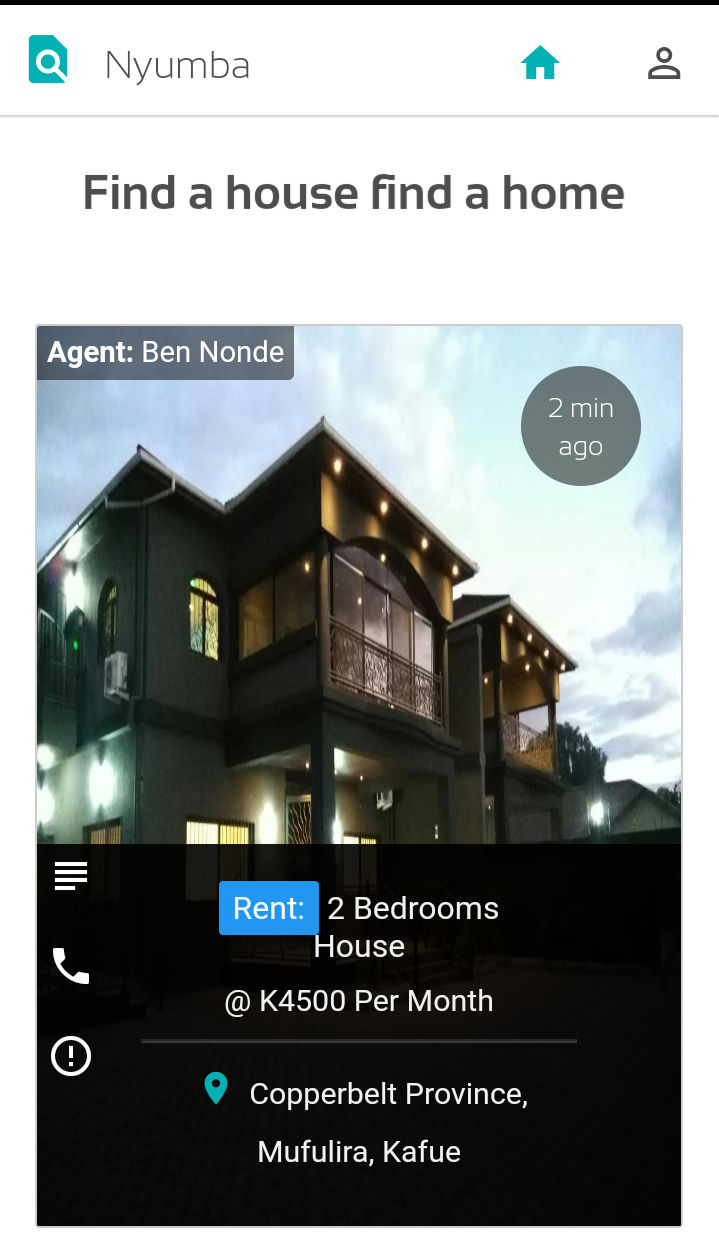 Nyumba
Find a house find a home
Agent: Ben Nonde
2 min
ago
Rent: 2 Bedrooms
House
@ K4500 Per Month
Copperbelt Province,
Mufulira, Kafue